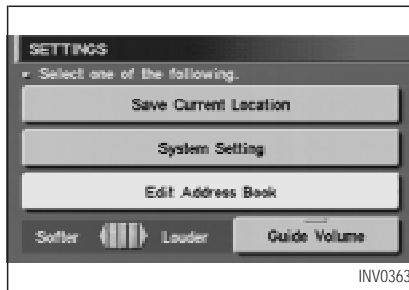 SETTINGS
Select one of the following.
Save Current Location
System Setting
Edit Address Book
Softer Louder Guide Volume
INV0363